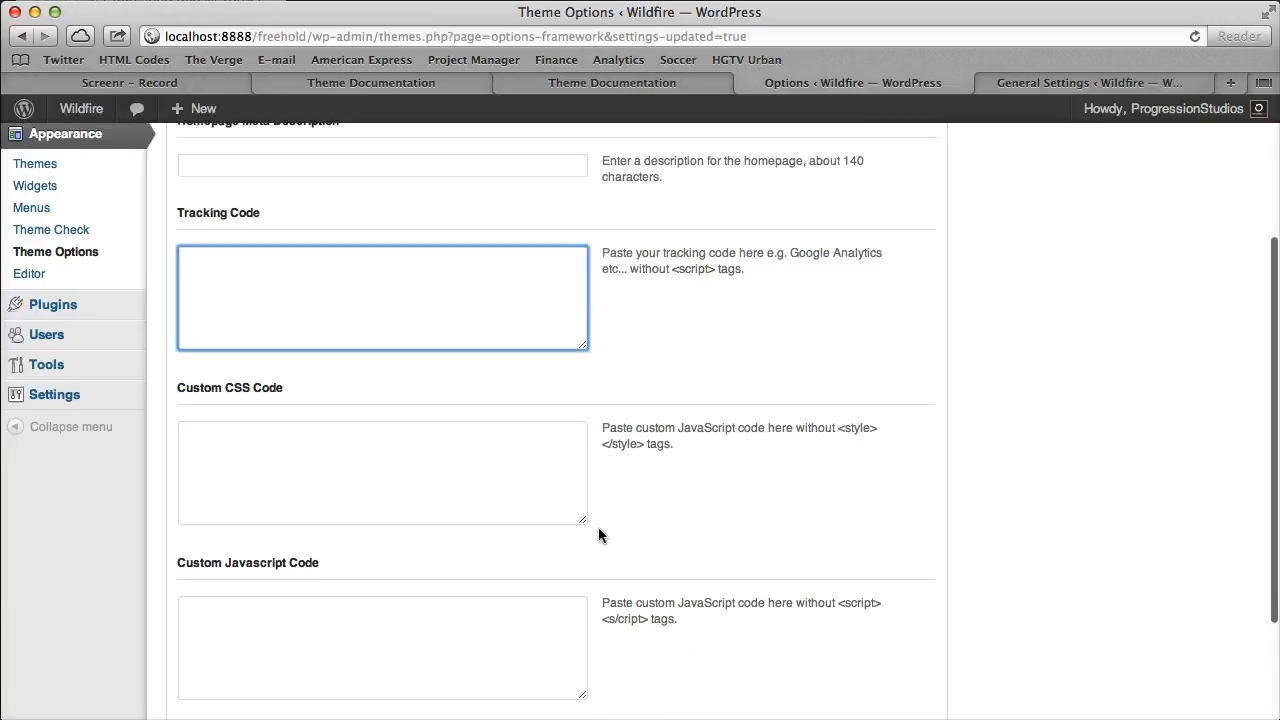 Theme Options ‹ Wildfire — WordPress
localhost:8888/freehold/wp-admin/themes.php?page=options-framework&settings-updated=true
Reader
Twitter HTML Codes The Verge E-mail American Express Project Manager Finance Analytics Soccer HGTV Urban
Screenr – Record Theme Documentation Theme Documentation Options ‹ Wildfire — WordPress General Settings ‹ Wildfire — W...
Wildfire + New Howdy, ProgressionStudios
Homepage Meta Description
Appearance
Themes
Widgets
Menus
Theme Check
Theme Options
Editor
Plugins
Users
Tools
Settings
Collapse menu
Enter a description for the homepage, about 140
characters.
Tracking Code
Paste your tracking code here e.g. Google Analytics
etc... without <script> tags.
Custom CSS Code
Paste custom JavaScript code here without <style>
</style> tags.
Custom Javascript Code
Paste custom JavaScript code here without <script>
<s/cript> tags.